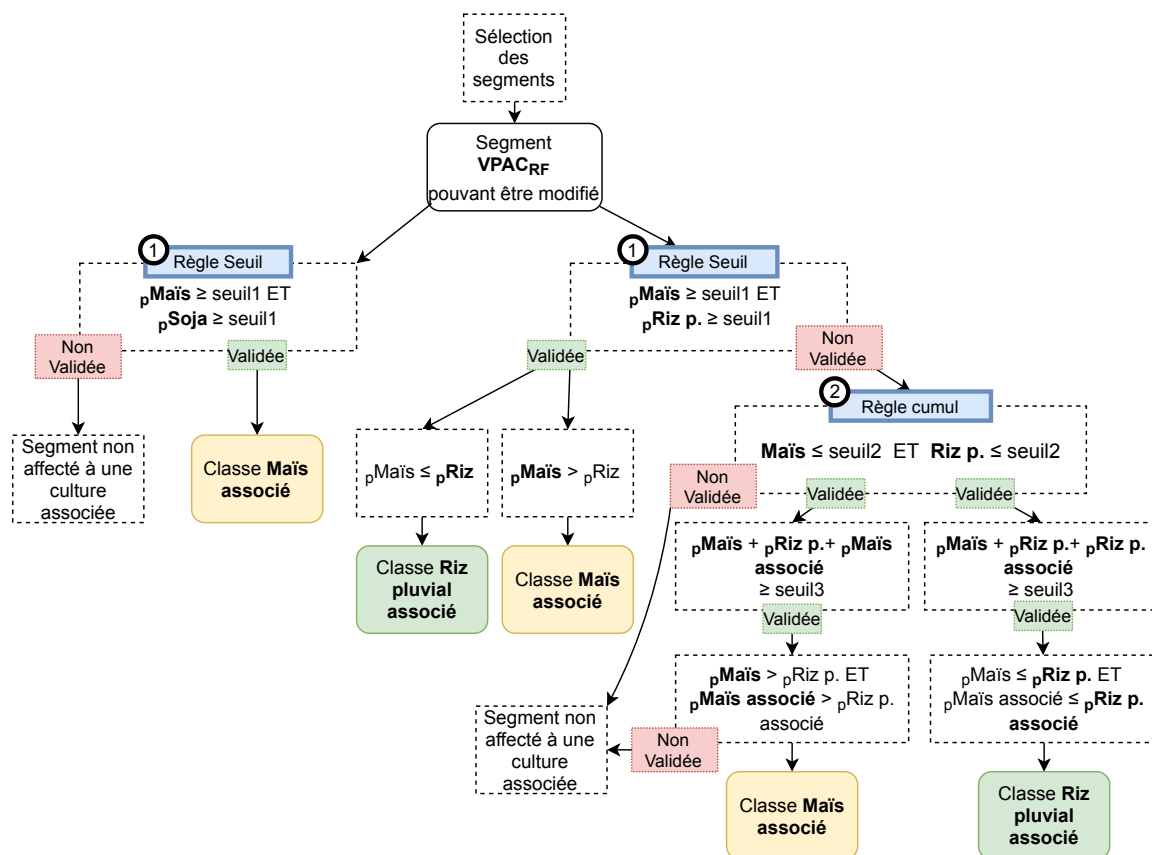 Sélection
des
segments
Segment
VPACRF
pouvant être modifié
1
Règle Seuil
pMaïs ≥ seuil1 ET
pSoja ≥ seuil1
Non
Validée
Validée
Segment non
affecté à une
culture
associée
Classe Maïs
associé
1
Règle Seuil
pMaïs ≥ seuil1 ET
pRiz p. ≥ seuil1
Validée
Non
Validée
pMaïs ≤ pRiz
pMaïs > pRiz
Classe Riz
pluvial
associé
Classe Maïs
associé
2
Règle cumul
Maïs ≤ seuil2 ET Riz p. ≤ seuil2
Non
Validée
Validée
Validée
pMaïs + pRiz p.+ pMaïs
associé
≥ seuil3
Validée
pMaïs + pRiz p.+ pRiz p.
associé
≥ seuil3
Validée
pMaïs > pRiz p. ET
pMaïs associé > pRiz p.
associé
Non
Validée
pMaïs ≤ pRiz p. ET
pMaïs associé ≤ pRiz p.
associé
Segment non
affecté à une
culture
associée
Classe Maïs
associé
Classe Riz
pluvial
associé